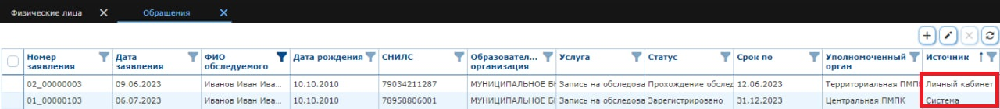 Физические лица Обращения
Номер заявления Дата заявления ФИО обследуемого Дата рождения СНИЛС Образовател... организация Услуга Статус Срок по Уполномоченный орган Источник
02_00000003 09.06.2023 Иванов Иван Ива... 10.10.2010 79034211287 МУНИЦИПАЛЬНОЕ Запись на обследова Прохождение обслед 12.06.2023 Территориальная ПМПК Личный кабинет
01_00000103 06.07.2023 Иванов Иван Ива... 10.10.2010 78958806001 МУНИЦИПАЛЬНОЕ Запись на обследова Зарегистрировано 31.12.2023 Центральная ПМПК Система